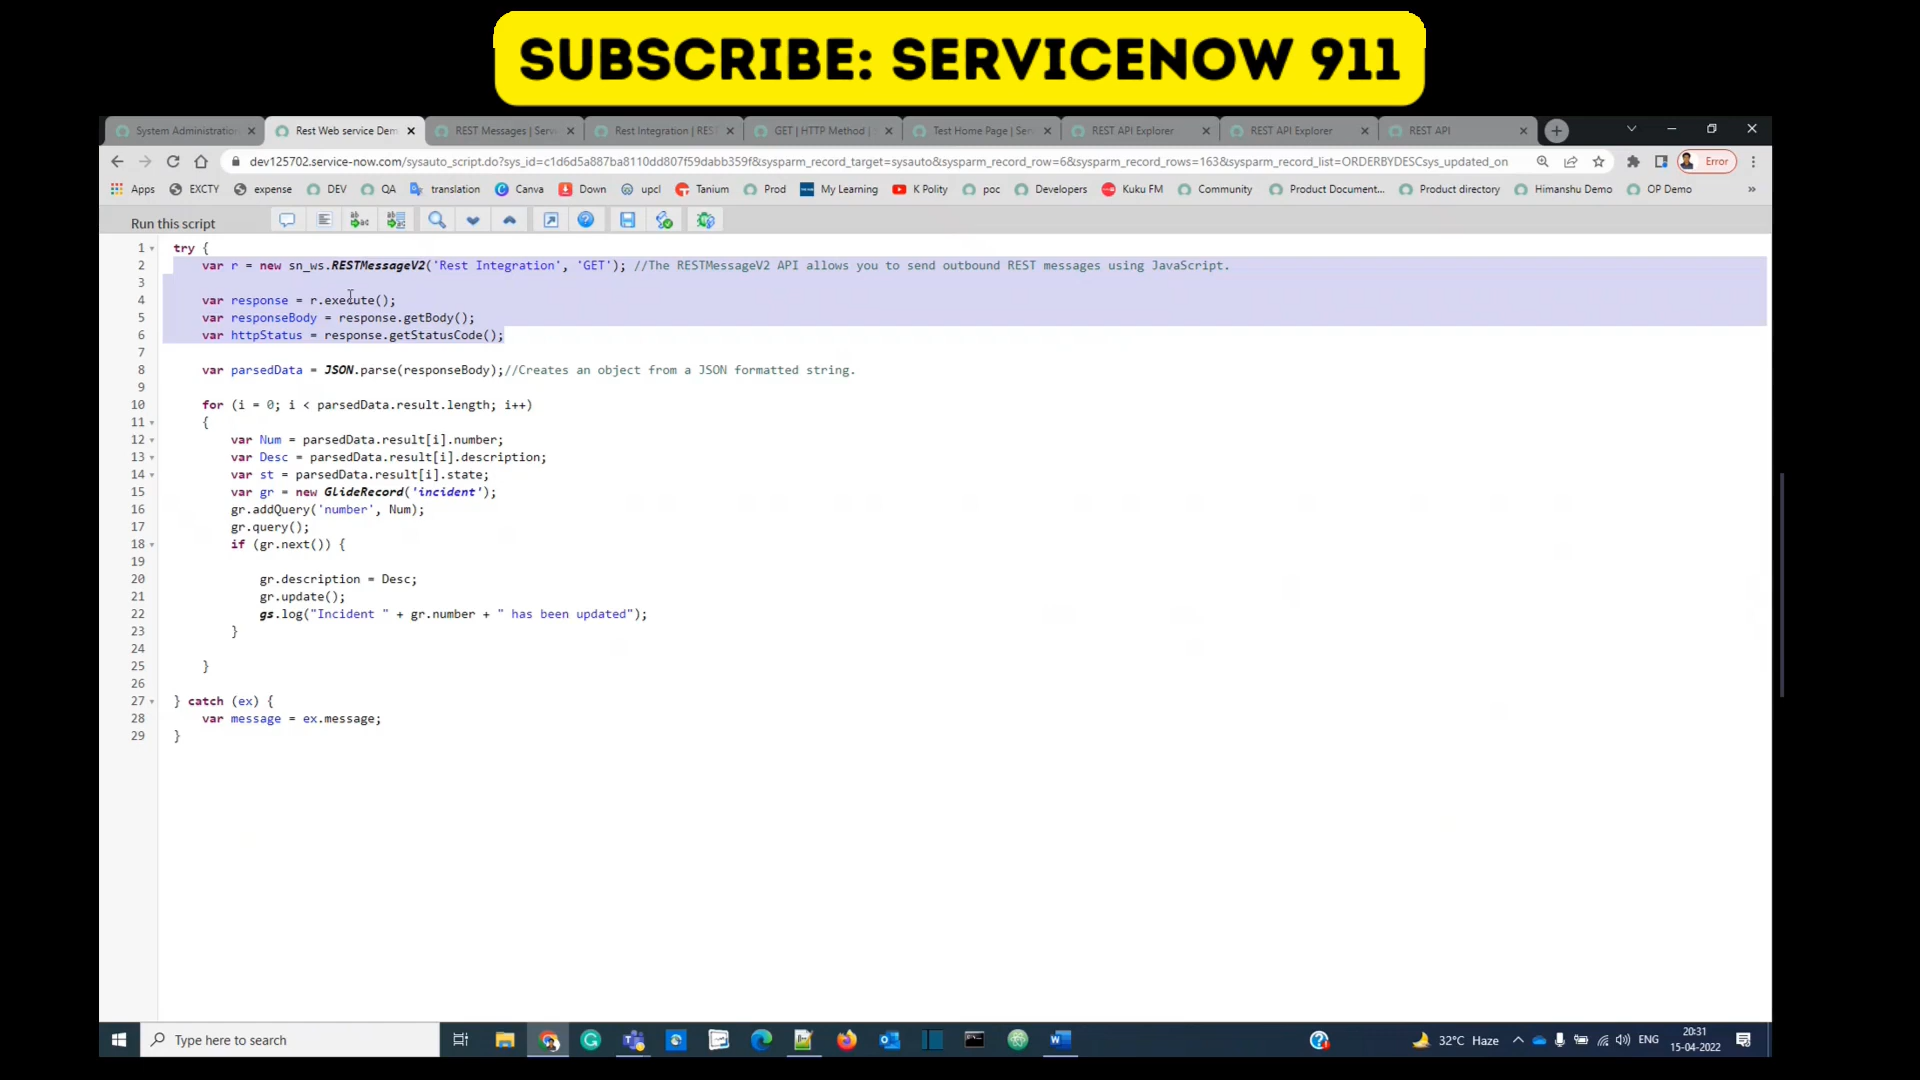 SUBSCRIBE: SERVICENOW 911
System Administratio
Rest Web service Dem
REST Messages | Serv
Rest Integration | RES
GET | HTTP Method |
Test Home Page | Ser
REST API Explorer
REST API Explorer
REST API
dev125702.service-now.com/sysauto_script.do?sys_id=c1d6d5a887ba8110dd807f59dabb359f&sysparm_record_target=sysauto&sysparm_record_row=6&sysparm_record_rows=163&sysparm_record_list=ORDERBYDESCsys_updated_on
Error
Apps EXCTY expense DEV QA translation Canva Down upcl Tanium Prod My Learning K Polity poc Developers Kuku FM Community Product Document... Product directory Himanshu Demo OP Demo »
Run this script
1 try {
2 var r = new sn_ws.RESTMessageV2('Rest Integration', 'GET'); //The RESTMessageV2 API allows you to send outbound REST messages using JavaScript.
3
4 var response = r.execute();
5 var responseBody = response.getBody();
6 var httpStatus = response.getStatusCode();
7
8 var parsedData = JSON.parse(responseBody);//Creates an object from a JSON formatted string.
9
10 for (i = 0; i < parsedData.result.length; i++)
11 {
12 var Num = parsedData.result[i].number;
13 var Desc = parsedData.result[i].description;
14 var st = parsedData.result[i].state;
15 var gr = new GlideRecord('incident');
16 gr.addQuery('number', Num);
17 gr.query();
18 if (gr.next()) {
19
20 gr.description = Desc;
21 gr.update();
22 gs.log("Incident " + gr.number + " has been updated");
23 }
24
25 }
26
27 } catch (ex) {
28 var message = ex.message;
29 }
Type here to search
32°C Haze
ENG
20:31
15-04-2022